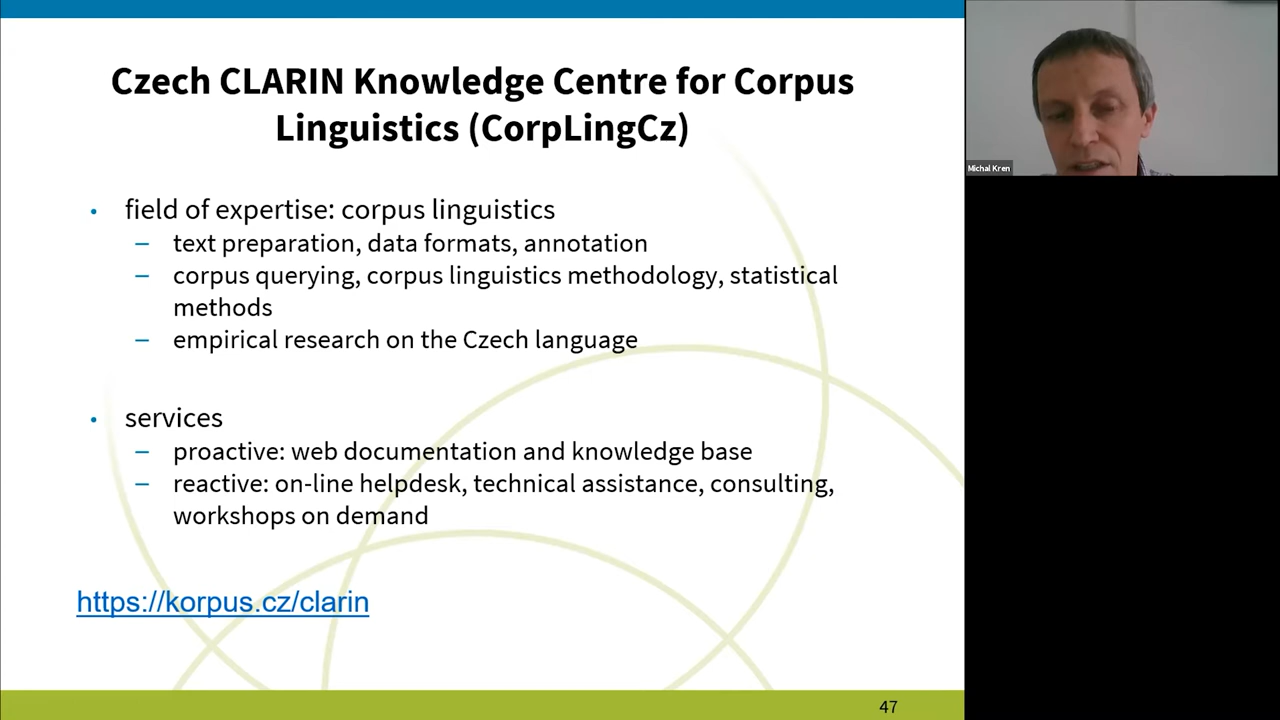 Czech CLARIN Knowledge Centre for Corpus
Linguistics (CorpLingCz)
• field of expertise: corpus linguistics
– text preparation, data formats, annotation
– corpus querying, corpus linguistics methodology, statistical
methods
– empirical research on the Czech language
• services
– proactive: web documentation and knowledge base
– reactive: on-line helpdesk, technical assistance, consulting,
workshops on demand
https://korpus.cz/clarin
47
Michal Kren